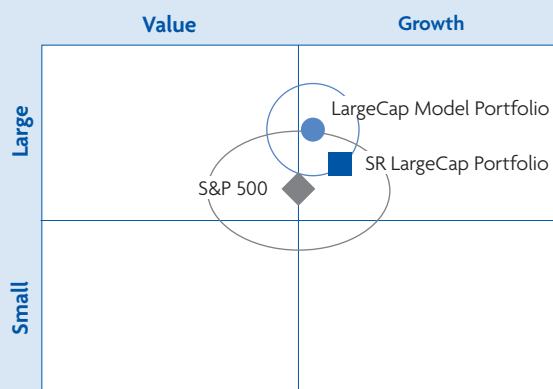 Value
Growth
Large
LargeCap Model Portfolio
SR LargeCap Portfolio
S&P 500
Small